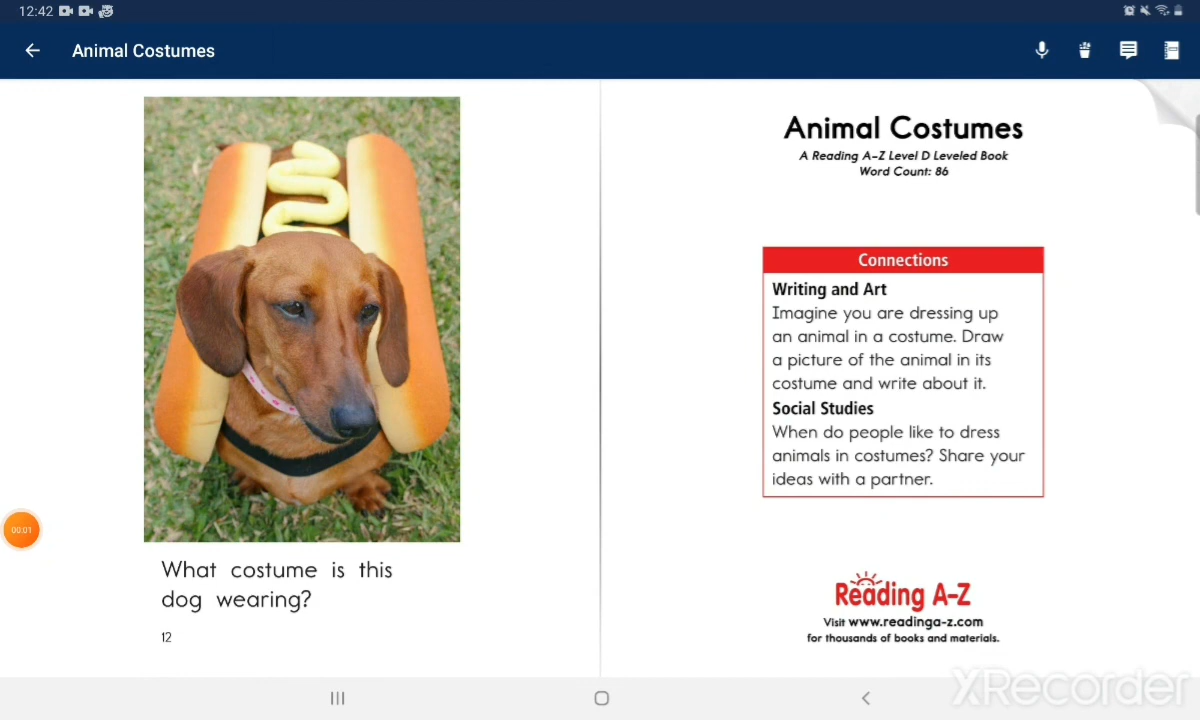 12:42
Animal Costumes
What costume is this
dog wearing?
12
Animal Costumes
A Reading A–Z Level D Leveled Book
Word Count: 86
Connections
Writing and Art
Imagine you are dressing up
an animal in a costume. Draw
a picture of the animal in its
costume and write about it.
Social Studies
When do people like to dress
animals in costumes? Share your
ideas with a partner.
Reading A–Z
Visit www.readinga-z.com
for thousands of books and materials.
00:01
XRecorder